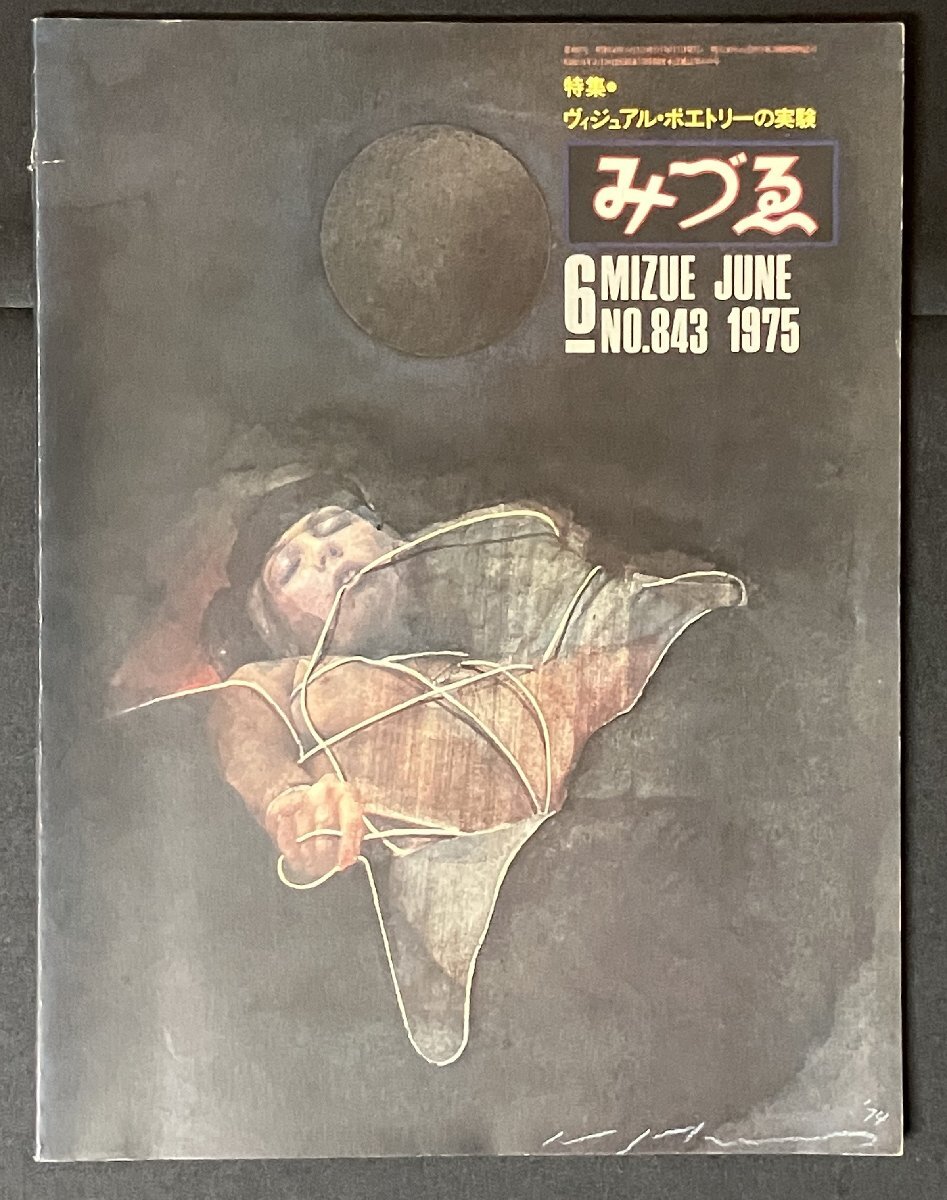 特集●
ヴィジュアル・ポエトリーの実験
みづゑ
6 MIZUE JUNE
NO.843 1975
'74